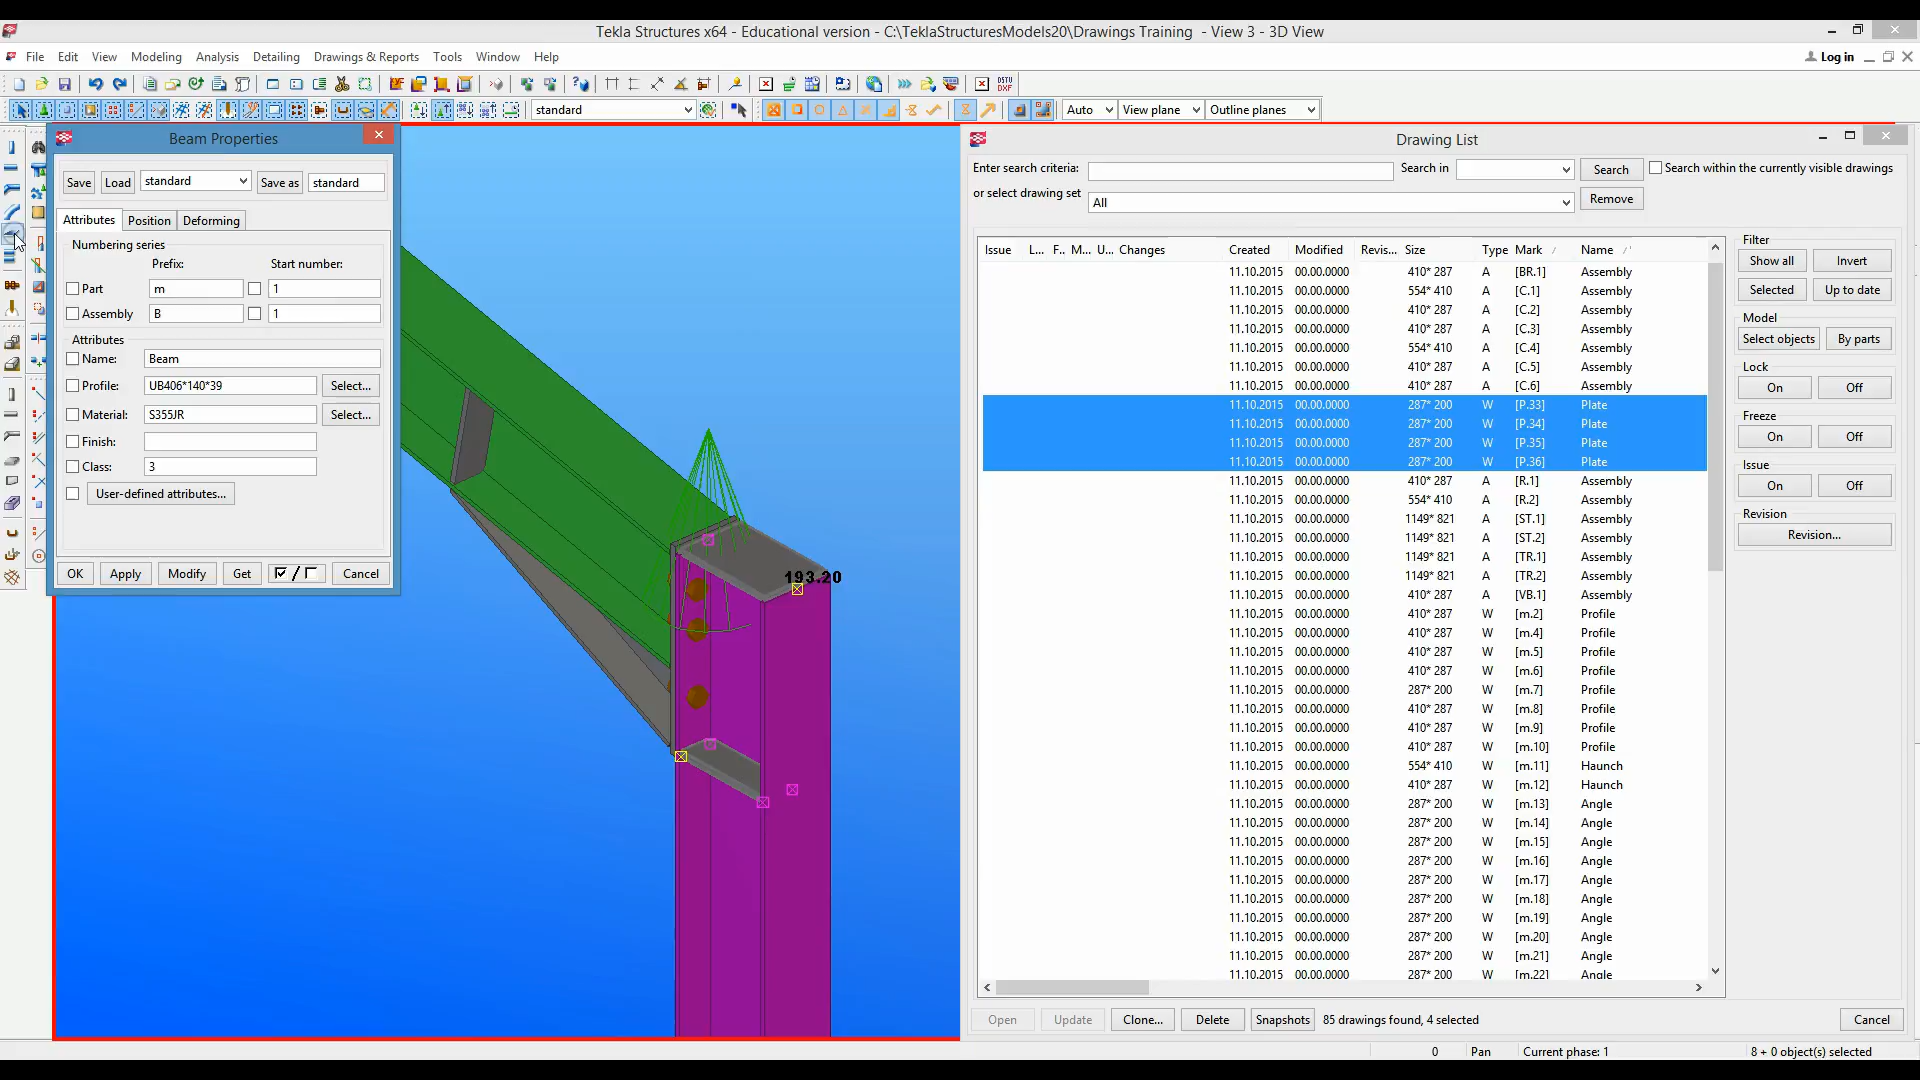 Tekla Structures x64 - Educational version - C:\TeklaStructuresModels20\Drawings Training - View 3 - 3D View
File Edit View Modeling Analysis Detailing Drawings & Reports Tools Window Help
Log in
standard
Auto
View plane
Outline planes
Beam Properties
Save Load standard Save as standard
Attributes Position Deforming
Numbering series
Prefix: Start number:
Part m 1
Assembly B 1
Attributes
Name: Beam
Profile: UB406*140*39 Select...
Material: S355JR Select...
Finish:
Class: 3
User-defined attributes...
OK Apply Modify Get / Cancel
193.20
Drawing List
Enter search criteria: Search in Search Search within the currently visible drawings
or select drawing set All Remove
Issue L... F.. M... U... Changes Created Modified Revis... Size Type Mark Name
11.10.2015 00.00.0000 410* 287 A [BR.1] Assembly
11.10.2015 00.00.0000 554* 410 A [C.1] Assembly
11.10.2015 00.00.0000 410* 287 A [C.2] Assembly
11.10.2015 00.00.0000 410* 287 A [C.3] Assembly
11.10.2015 00.00.0000 554* 410 A [C.4] Assembly
11.10.2015 00.00.0000 410* 287 A [C.5] Assembly
11.10.2015 00.00.0000 410* 287 A [C.6] Assembly
11.10.2015 00.00.0000 287* 200 W [P.33] Plate
11.10.2015 00.00.0000 287* 200 W [P.34] Plate
11.10.2015 00.00.0000 287* 200 W [P.35] Plate
11.10.2015 00.00.0000 287* 200 W [P.36] Plate
11.10.2015 00.00.0000 410* 287 A [R.1] Assembly
11.10.2015 00.00.0000 554* 410 A [R.2] Assembly
11.10.2015 00.00.0000 1149* 821 A [ST.1] Assembly
11.10.2015 00.00.0000 1149* 821 A [ST.2] Assembly
11.10.2015 00.00.0000 1149* 821 A [TR.1] Assembly
11.10.2015 00.00.0000 1149* 821 A [TR.2] Assembly
11.10.2015 00.00.0000 410* 287 A [VB.1] Assembly
11.10.2015 00.00.0000 410* 287 W [m.2] Profile
11.10.2015 00.00.0000 410* 287 W [m.4] Profile
11.10.2015 00.00.0000 410* 287 W [m.5] Profile
11.10.2015 00.00.0000 410* 287 W [m.6] Profile
11.10.2015 00.00.0000 287* 200 W [m.7] Profile
11.10.2015 00.00.0000 410* 287 W [m.8] Profile
11.10.2015 00.00.0000 410* 287 W [m.9] Profile
11.10.2015 00.00.0000 410* 287 W [m.10] Profile
11.10.2015 00.00.0000 554* 410 W [m.11] Haunch
11.10.2015 00.00.0000 410* 287 W [m.12] Haunch
11.10.2015 00.00.0000 287* 200 W [m.13] Angle
11.10.2015 00.00.0000 287* 200 W [m.14] Angle
11.10.2015 00.00.0000 287* 200 W [m.15] Angle
11.10.2015 00.00.0000 287* 200 W [m.16] Angle
11.10.2015 00.00.0000 287* 200 W [m.17] Angle
11.10.2015 00.00.0000 287* 200 W [m.18] Angle
11.10.2015 00.00.0000 287* 200 W [m.19] Angle
11.10.2015 00.00.0000 287* 200 W [m.20] Angle
11.10.2015 00.00.0000 287* 200 W [m.21] Angle
11.10.2015 00.00.0000 287* 200 W [m.22] Angle
Filter
Show all Invert
Selected Up to date
Model
Select objects By parts
Lock
On Off
Freeze
On Off
Issue
On Off
Revision
Revision...
Open Update Clone... Delete Snapshots 85 drawings found, 4 selected Cancel
0 Pan Current phase: 1 8 + 0 object(s) selected